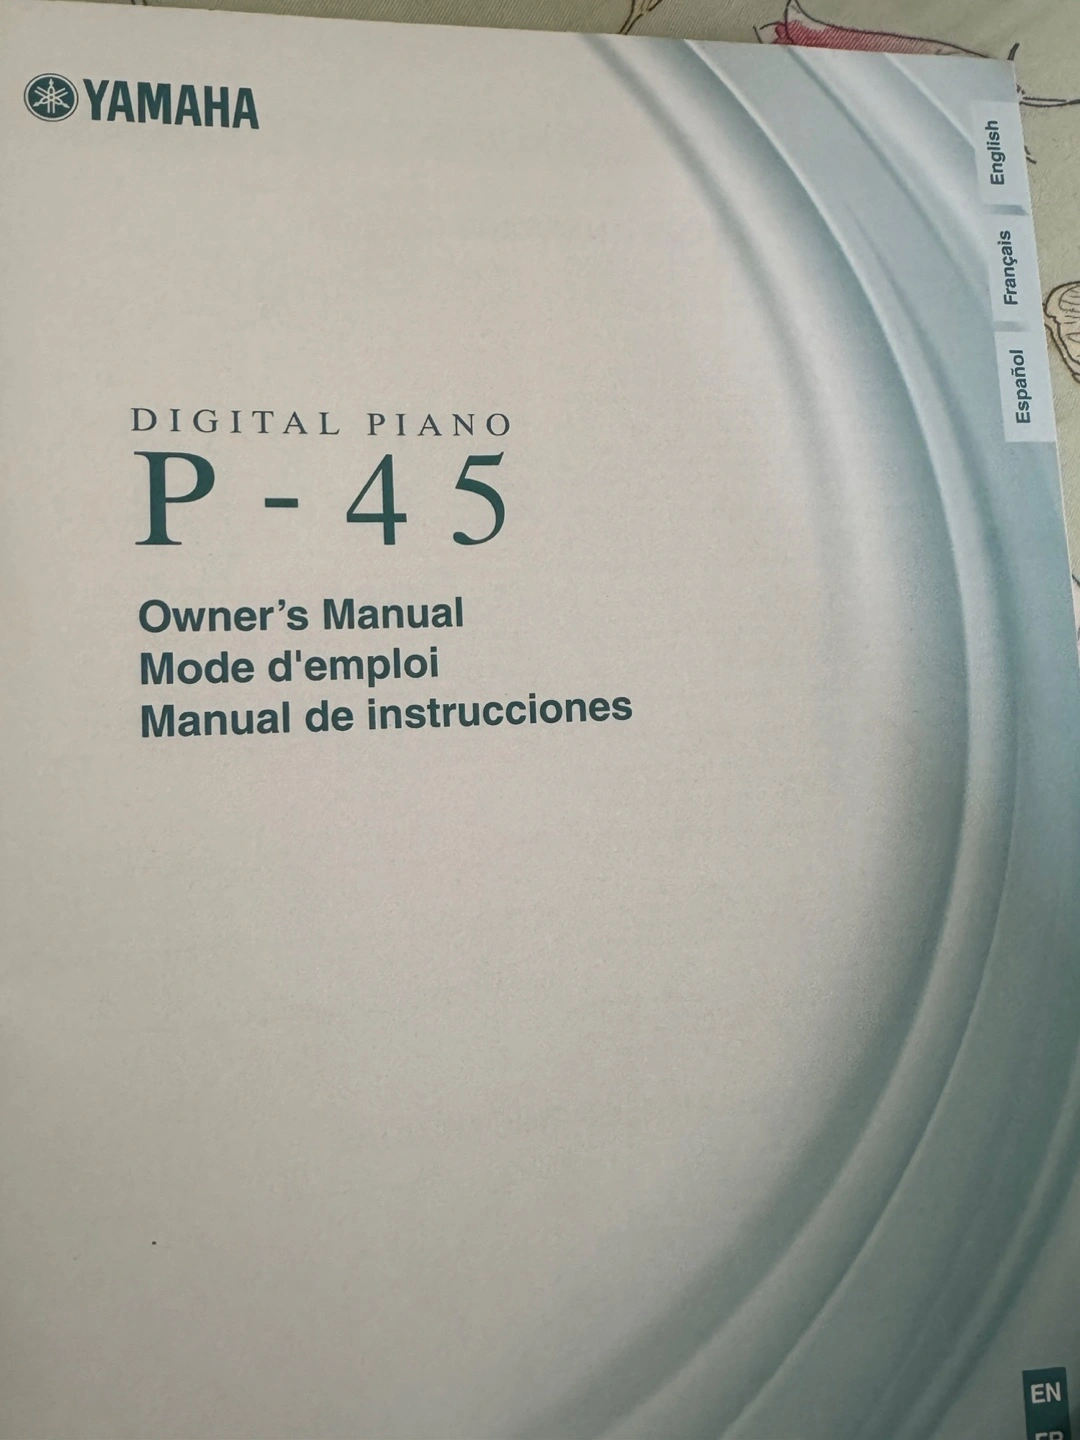 YAMAHA
English
Français
Español
DIGITAL PIANO
P-45
Owner's Manual
Mode d'emploi
Manual de instrucciones
EN